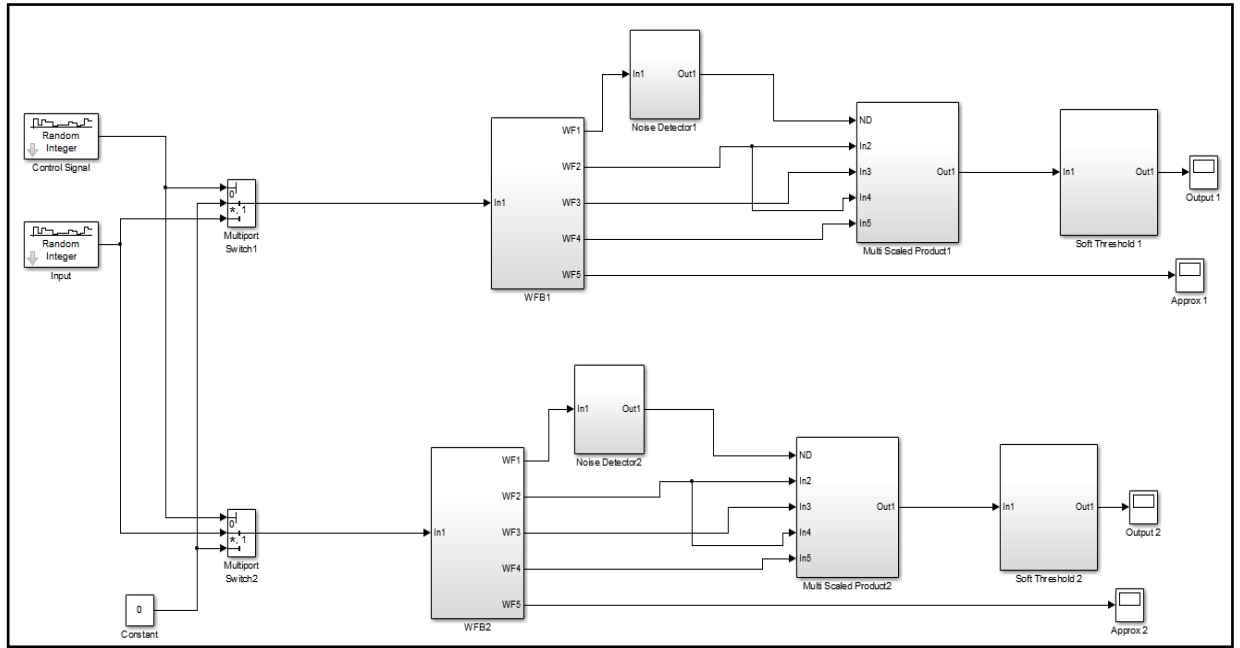 In1
Out1
Noise Detector1
Random
Integer
Control Signal
Random
Integer
Input
0
*, 1
Multiport
Switch1
In1
WF1
WF2
WF3
WF4
WF5
WFB1
ND
In2
In3
In4
In5
Out1
Multi Scaled Product1
In1
Out1
Soft Threshold 1
Output 1
Approx 1
In1
Out1
Noise Detector2
0
*, 1
Multiport
Switch2
In1
WF1
WF2
WF3
WF4
WF5
WFB2
ND
In2
In3
In4
In5
Out1
Multi Scaled Product2
In1
Out1
Soft Threshold 2
Output 2
Approx 2
0
Constant